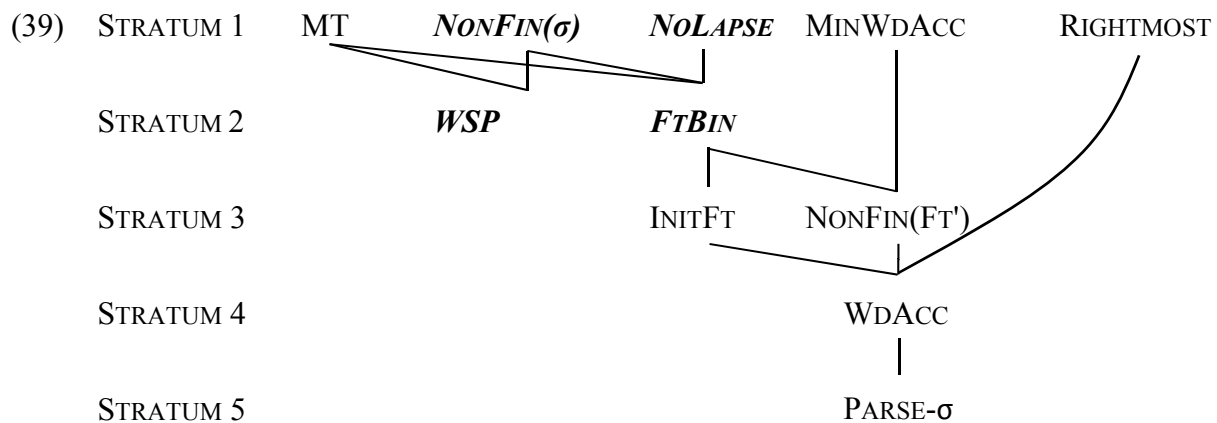 (39) STRATUM 1 MT NONFIN(σ) NOLAPSE MINWDACC RIGHTMOST
STRATUM 2 WSP FTBIN
STRATUM 3 INITFT NONFIN(FT')
STRATUM 4 WDACC
STRATUM 5 PARSE-σ